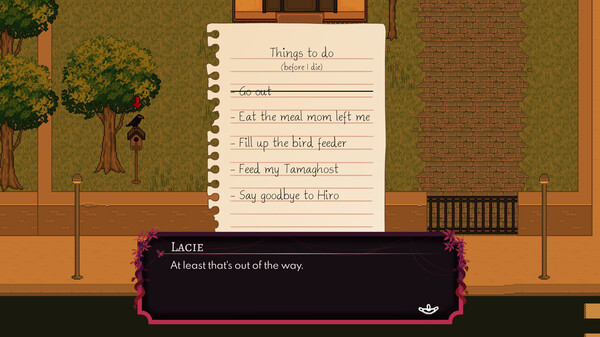 Things to do
(before I die)
- Go out
- Eat the meal mom left me
- Fill up the bird feeder
- Feed my Tamaghost
- Say goodbye to Hiro
Lacie
At least that's out of the way.